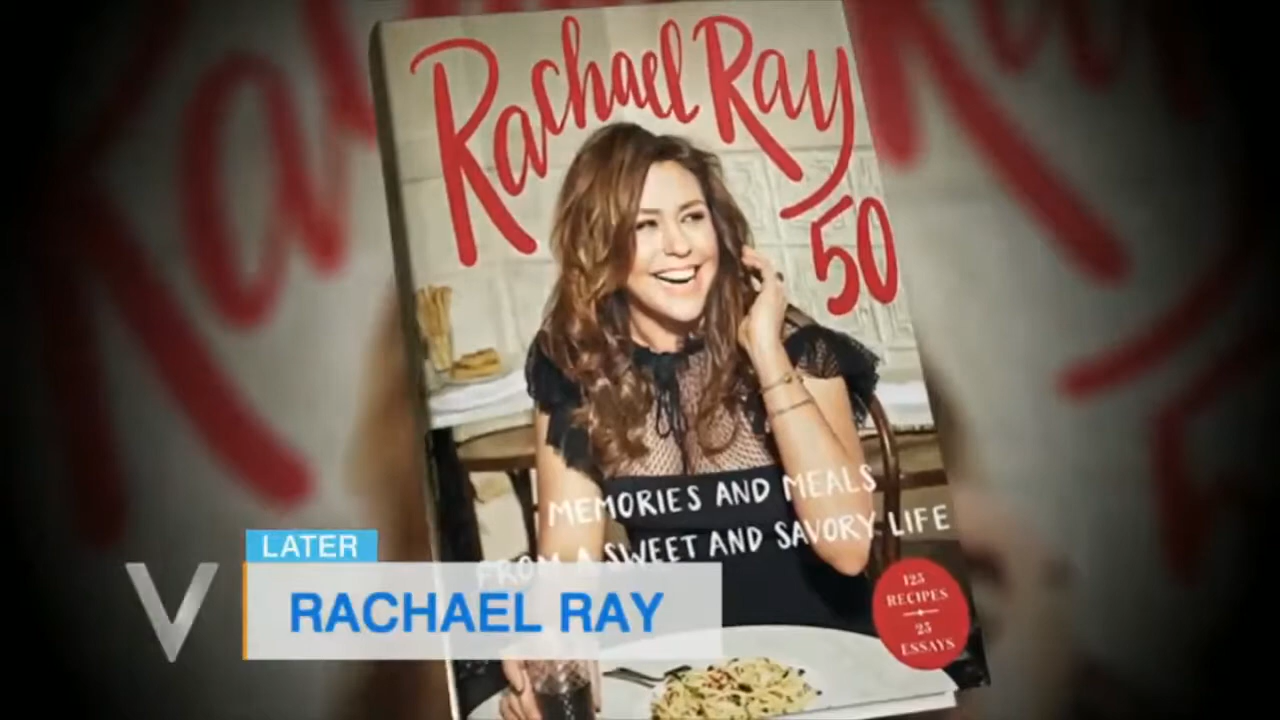 Rachael Ray
50
MEMORIES AND MEALS
FROM A SWEET AND SAVORY LIFE
125
RECIPES
25
ESSAYS
LATER
V
RACHAEL RAY